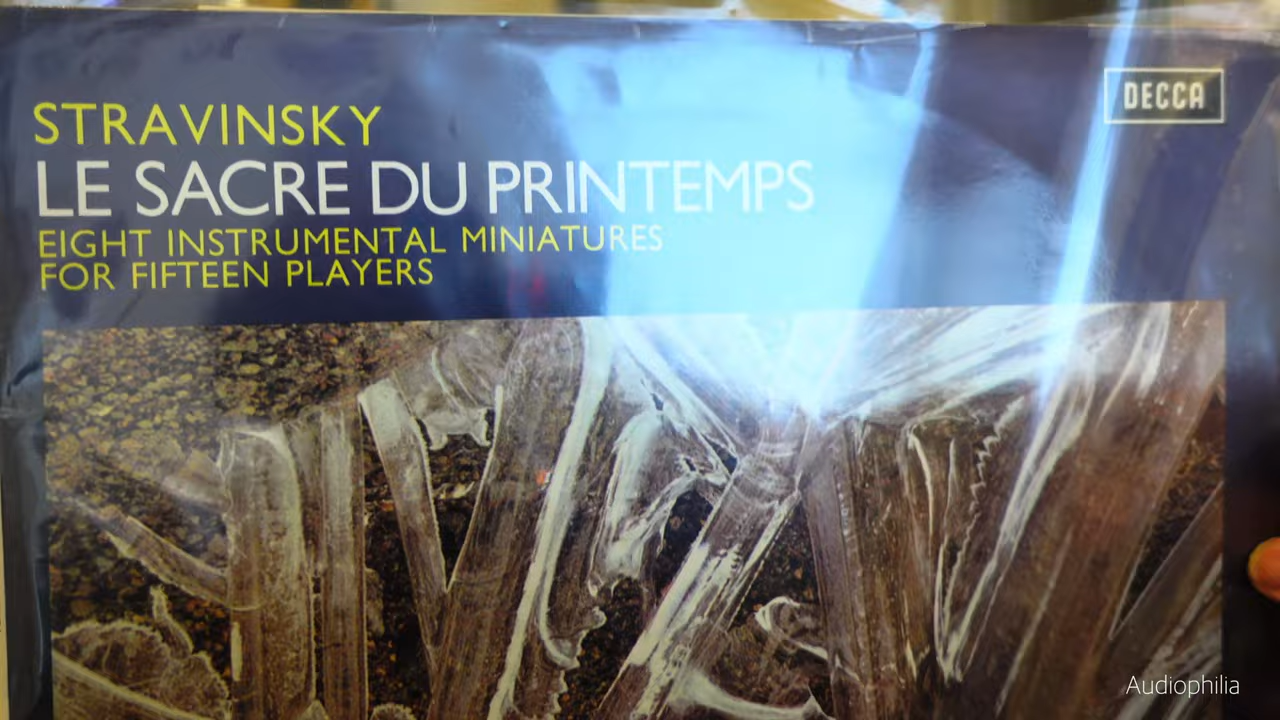 STRAVINSKY
DECCA
LE SACRE DU PRINTEMPS
EIGHT INSTRUMENTAL MINIATURES
FOR FIFTEEN PLAYERS
Audiophilia